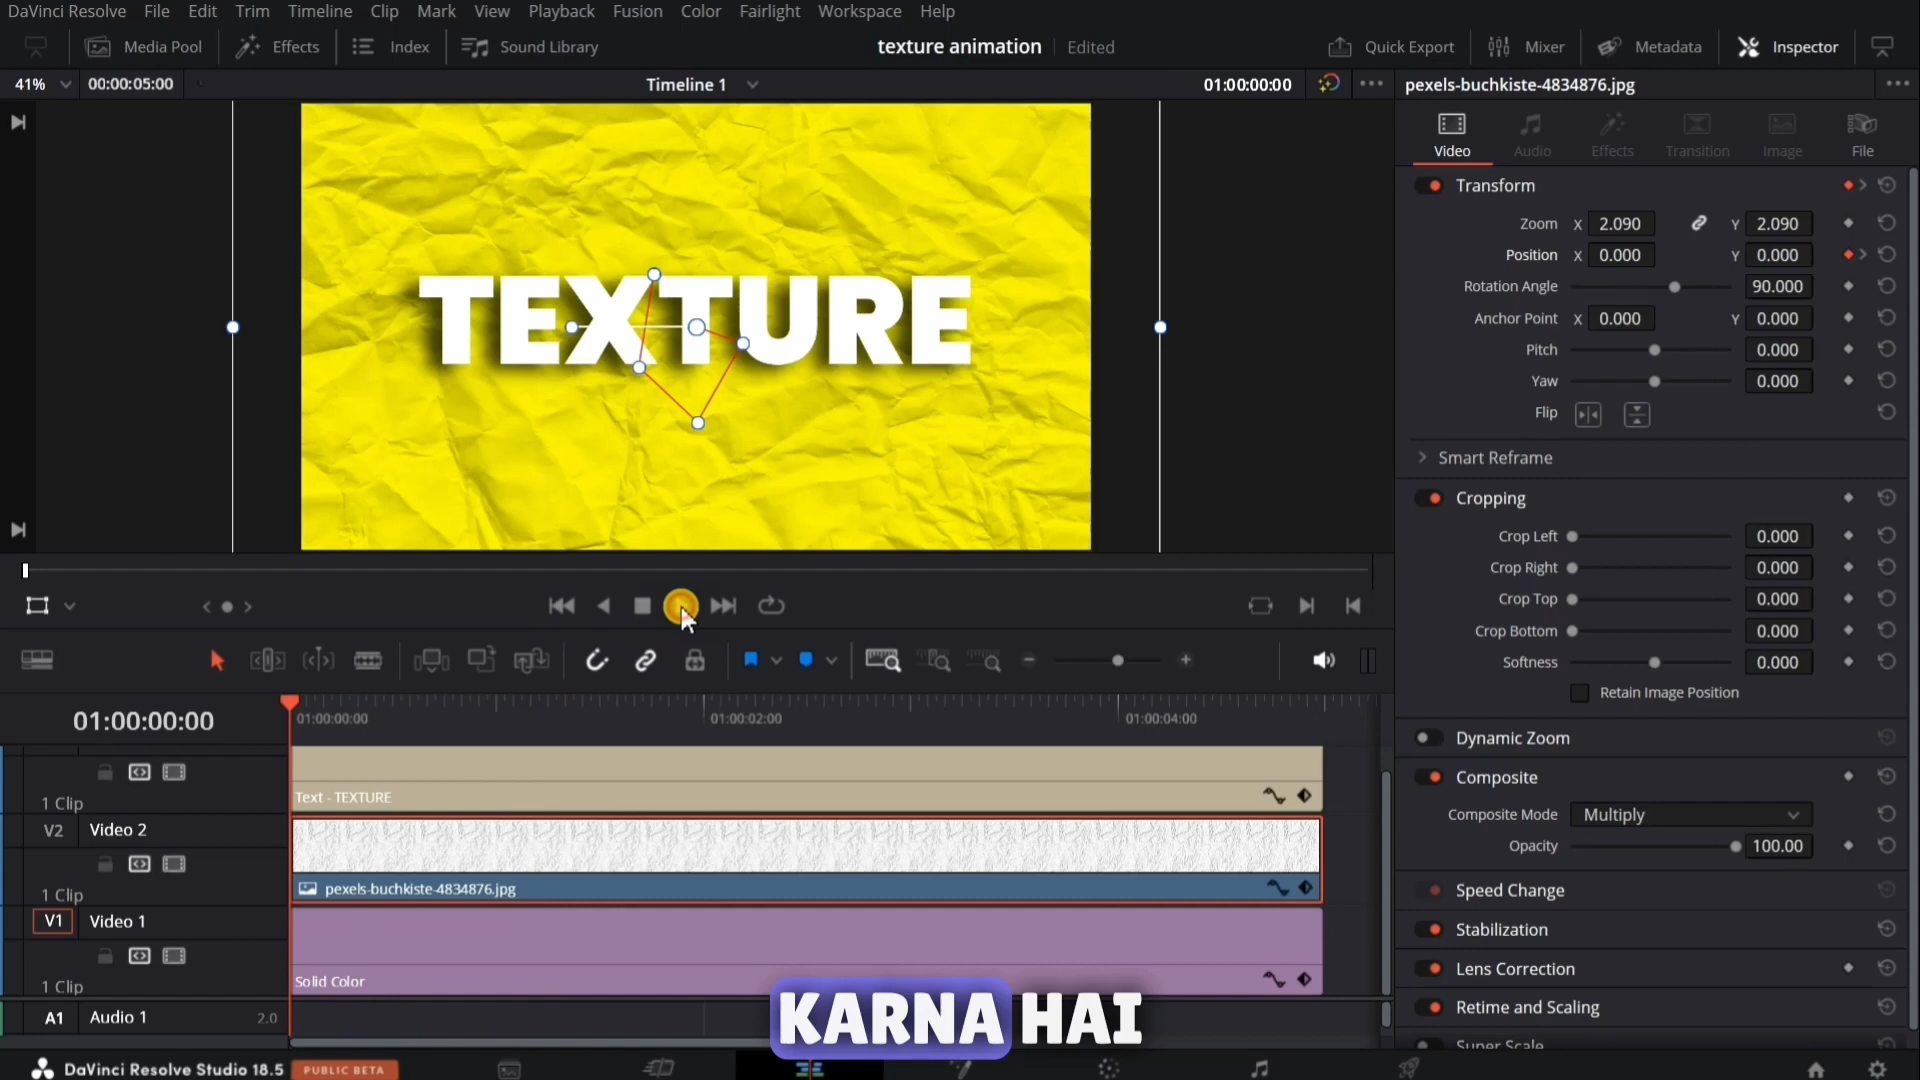 DaVinci Resolve File Edit Trim Timeline Clip Mark View Playback Fusion Color Fairlight Workspace Help
Media Pool Effects Index Sound Library texture animation Edited Quick Export Mixer Metadata Inspector
41% 00:00:05:00 Timeline 1 01:00:00:00 pexels-buchkiste-4834876.jpg
Video Audio Effects Transition Image File
Transform
Zoom X 2.090 Y 2.090
Position X 0.000 Y 0.000
Rotation Angle 90.000
Anchor Point X 0.000 Y 0.000
Pitch 0.000
Yaw 0.000
Flip
Smart Reframe
Cropping
Crop Left 0.000
Crop Right 0.000
Crop Top 0.000
Crop Bottom 0.000
Softness 0.000
Retain Image Position
Dynamic Zoom
Composite
Composite Mode Multiply
Opacity 100.00
Speed Change
Stabilization
Lens Correction
Retime and Scaling
Super Scale
TEXTURE
01:00:00:00 01:00:00:00 01:00:02:00 01:00:04:00
Text - TEXTURE
1 Clip
V2 Video 2
1 Clip pexels-buchkiste-4834876.jpg
V1 Video 1
1 Clip Solid Color
A1 Audio 1 2.0
KARNA HAI
DaVinci Resolve Studio 18.5 PUBLIC BETA